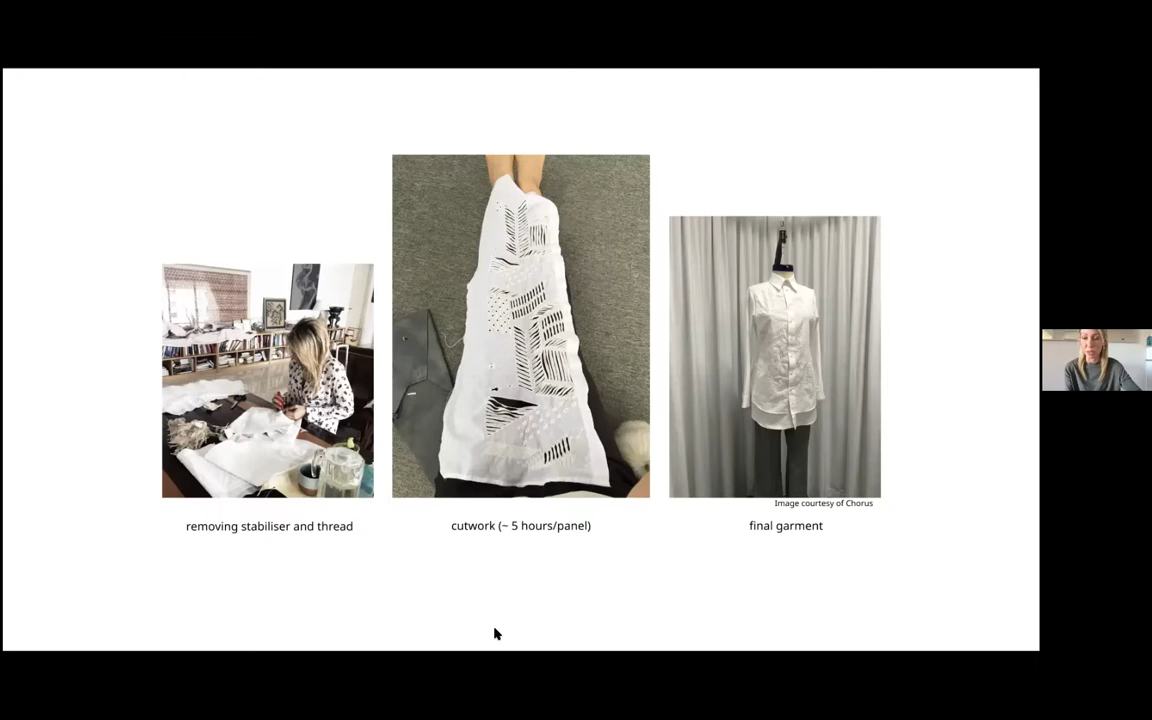 Image courtesy of Chorus
removing stabiliser and thread
cutwork (~ 5 hours/panel)
final garment